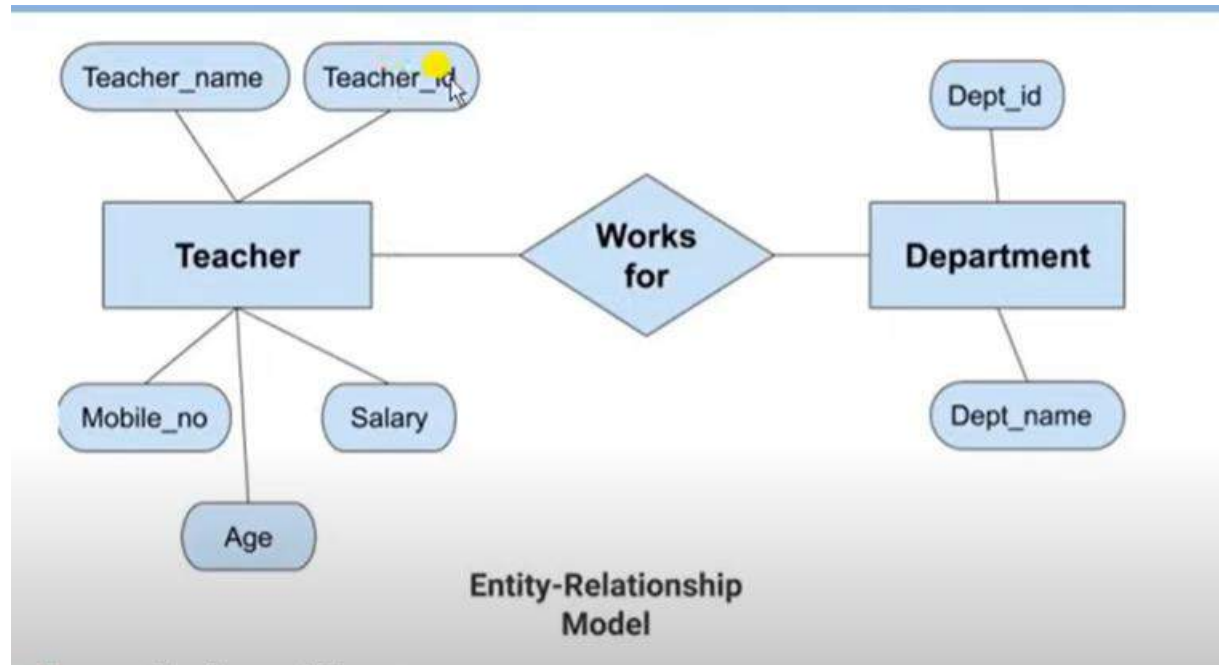 Teacher_name
Teacher_id
Dept_id
Teacher
Works
for
Department
Mobile_no
Salary
Dept_name
Age
Entity-Relationship
Model